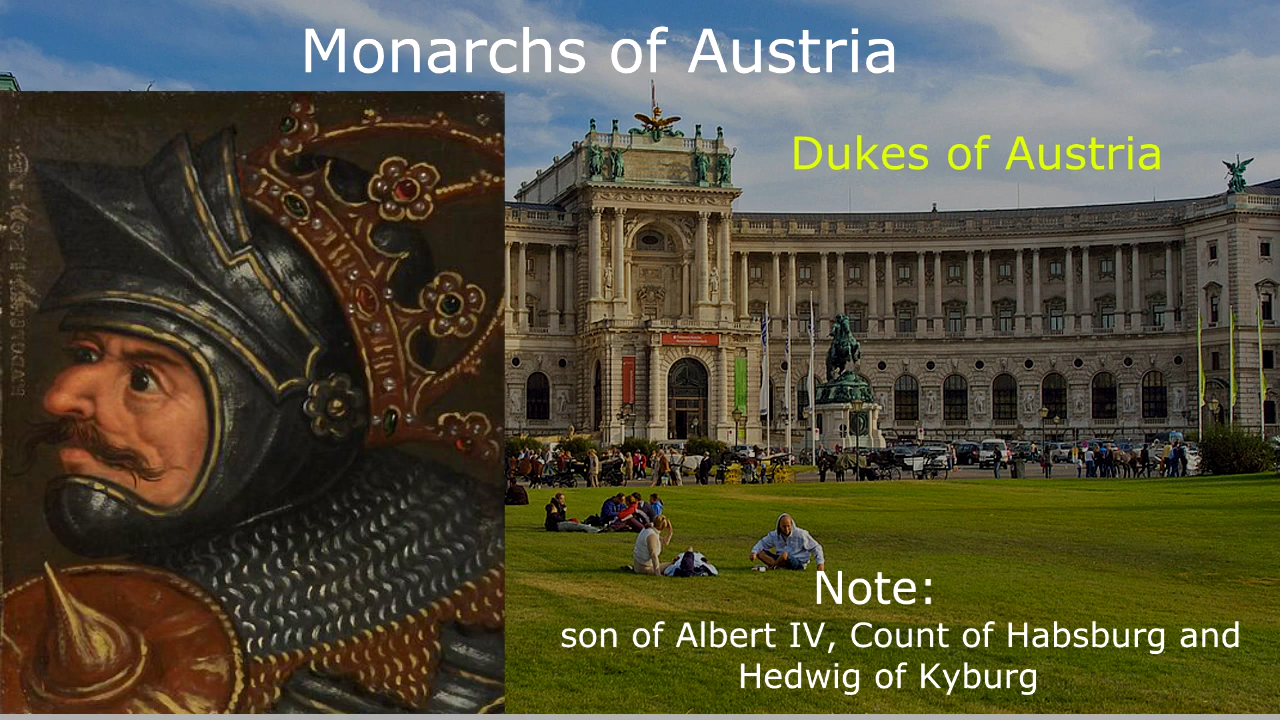 Monarchs of Austria
Dukes of Austria
Note:
son of Albert IV, Count of Habsburg and
Hedwig of Kyburg